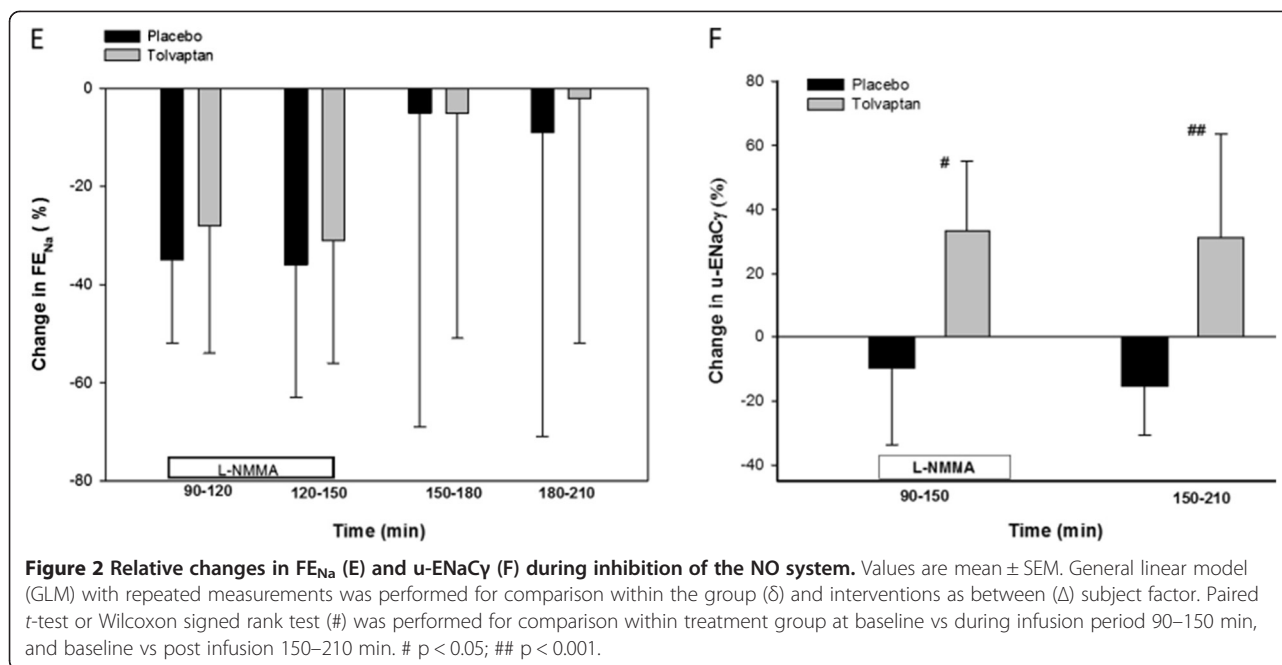 E
Placebo
Tolvaptan
0
-20
-40
-60
-80
Change in FENa ( %)
L-NMMA
90-120 120-150 150-180 180-210
Time (min)
F
Placebo
Tolvaptan
80
60
40
20
0
-20
-40
Change in u-ENaCγ (%)
#
##
L-NMMA
90-150 150-210
Time (min)
Figure 2 Relative changes in FENa (E) and u-ENaCγ (F) during inhibition of the NO system. Values are mean ± SEM. General linear model
(GLM) with repeated measurements was performed for comparison within the group (δ) and interventions as between (Δ) subject factor. Paired
t-test or Wilcoxon signed rank test (#) was performed for comparison within treatment group at baseline vs during infusion period 90–150 min,
and baseline vs post infusion 150–210 min. # p < 0.05; ## p < 0.001.